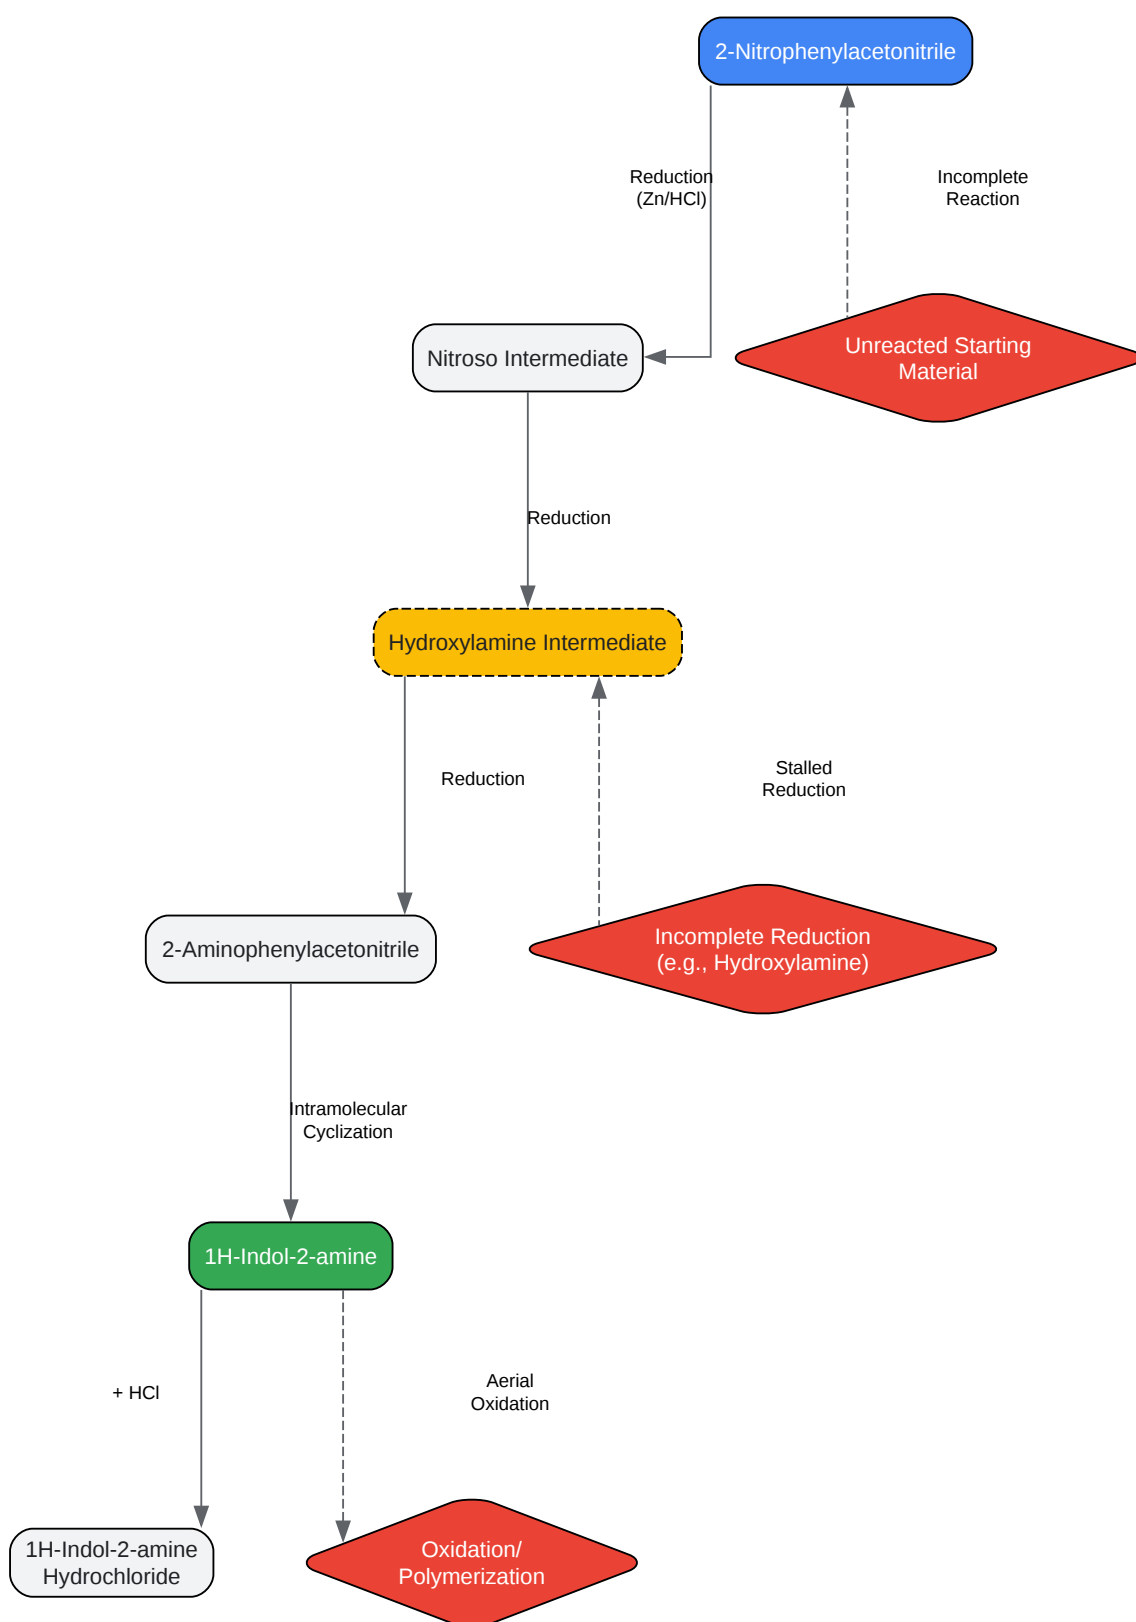 2-Nitrophenylacetonitrile
Reduction
(Zn/HCl)
Incomplete
Reaction
Nitroso Intermediate
Unreacted Starting
Material
Reduction
Hydroxylamine Intermediate
Reduction
Stalled
Reduction
2-Aminophenylacetonitrile
Incomplete Reduction
(e.g., Hydroxylamine)
Intramolecular
Cyclization
1H-Indol-2-amine
+ HCl
Aerial
Oxidation
1H-Indol-2-amine
Hydrochloride
Oxidation/
Polymerization